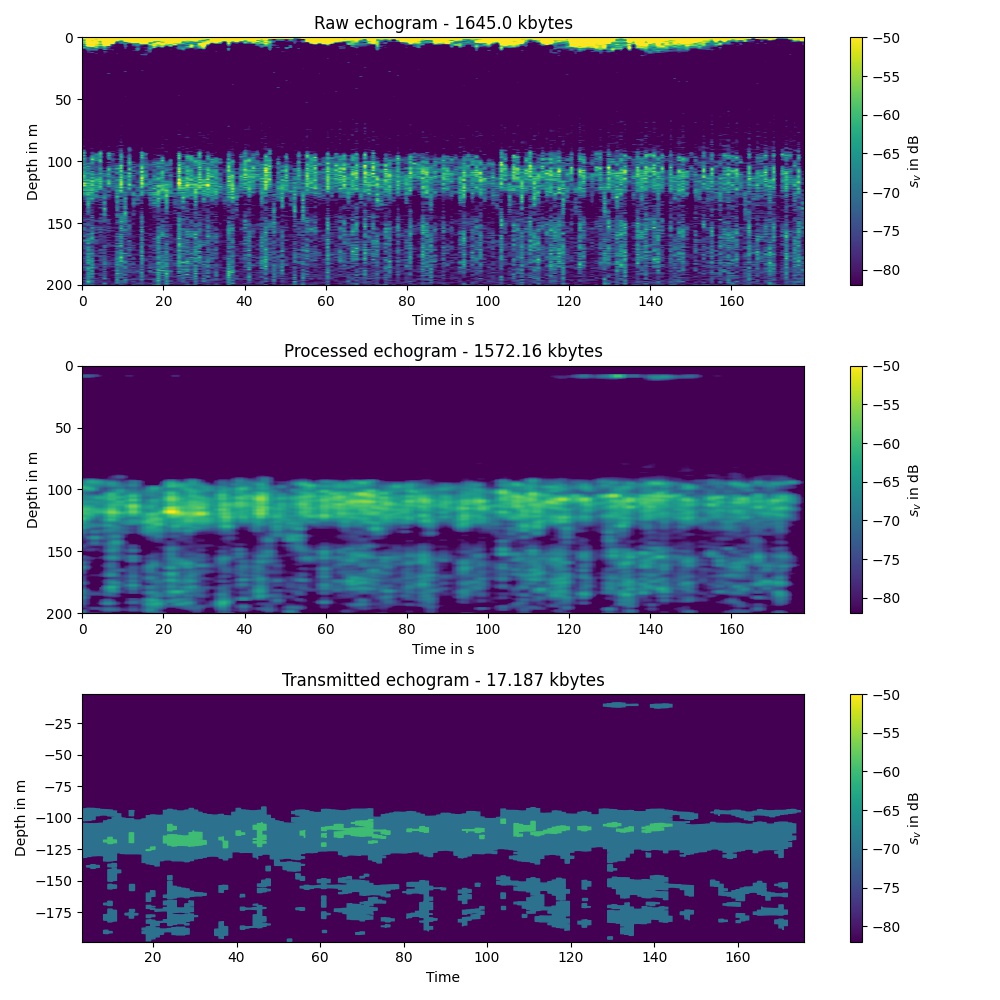 Raw echogram - 1645.0 kbytes
0
50
100
150
200
Depth in m
0 20 40 60 80 100 120 140 160
Time in s
−50
−55
−60
−65
−70
−75
−80
sv in dB
Processed echogram - 1572.16 kbytes
0
50
100
150
200
Depth in m
0 20 40 60 80 100 120 140 160
Time in s
−50
−55
−60
−65
−70
−75
−80
sv in dB
Transmitted echogram - 17.187 kbytes
−25
−50
−75
−100
−125
−150
−175
Depth in m
20 40 60 80 100 120 140 160
Time
−50
−55
−60
−65
−70
−75
−80
sv in dB